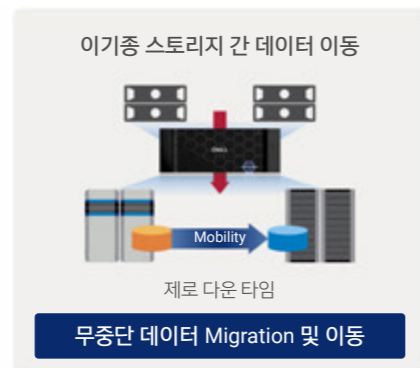 이기종 스토리지 간 데이터 이동
DELL
Mobility
제로 다운 타임
무중단 데이터 Migration 및 이동